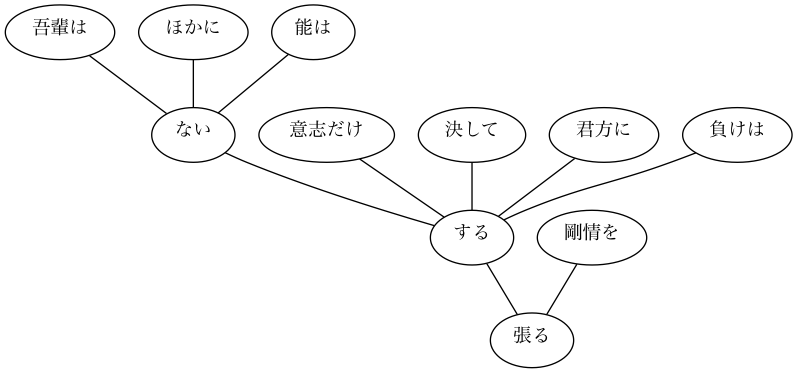 吾輩は ほかに 能は
ない 意志だけ 決して 君方に 負けは
する 剛情を
張る